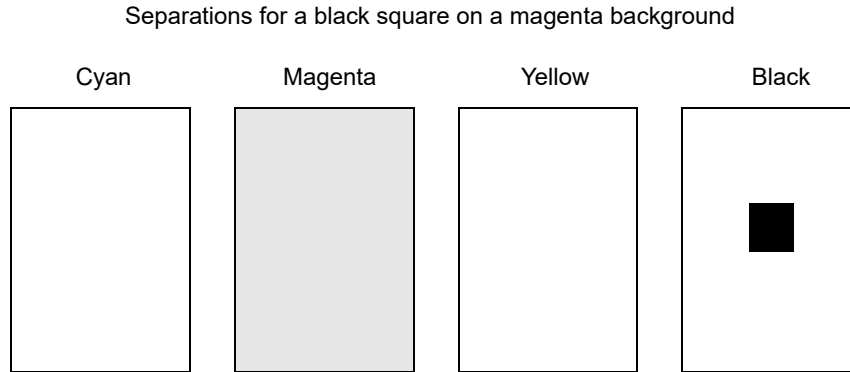 Separations for a black square on a magenta background
Cyan Magenta Yellow Black